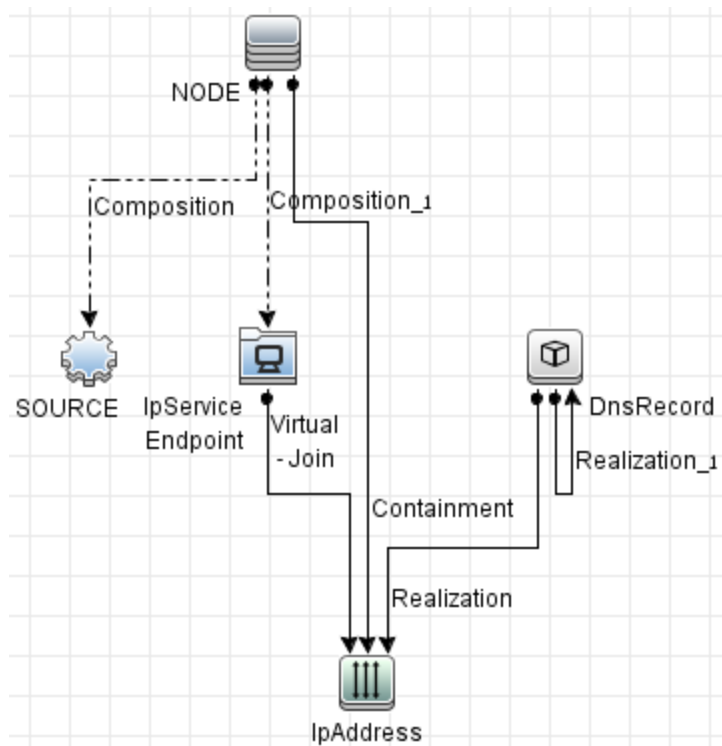 NODE
Composition
Composition_1
SOURCE
IpService
Endpoint
DnsRecord
Virtual
- Join
Realization_1
Containment
Realization
IpAddress